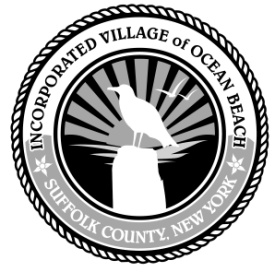 INCORPORATED VILLAGE of OCEAN BEACH
SUFFOLK COUNTY, NEW YORK